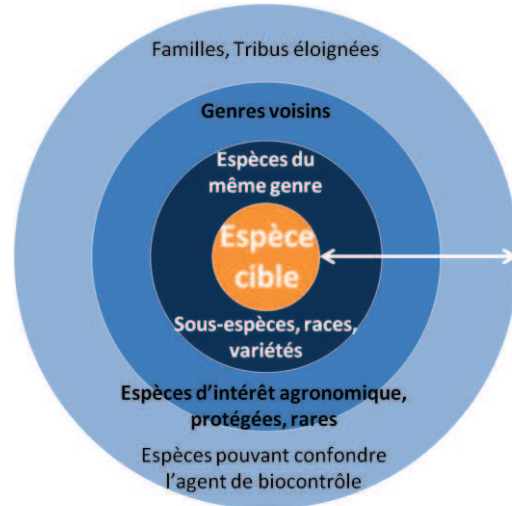 Familles, Tribus éloignées
Genres voisins
Espèces du
même genre
Espèce
cible
Sous-espèces, races,
variétés
Espèces d'intérêt agronomique,
protégées, rares
Espèces pouvant confondre
l'agent de biocontrôle